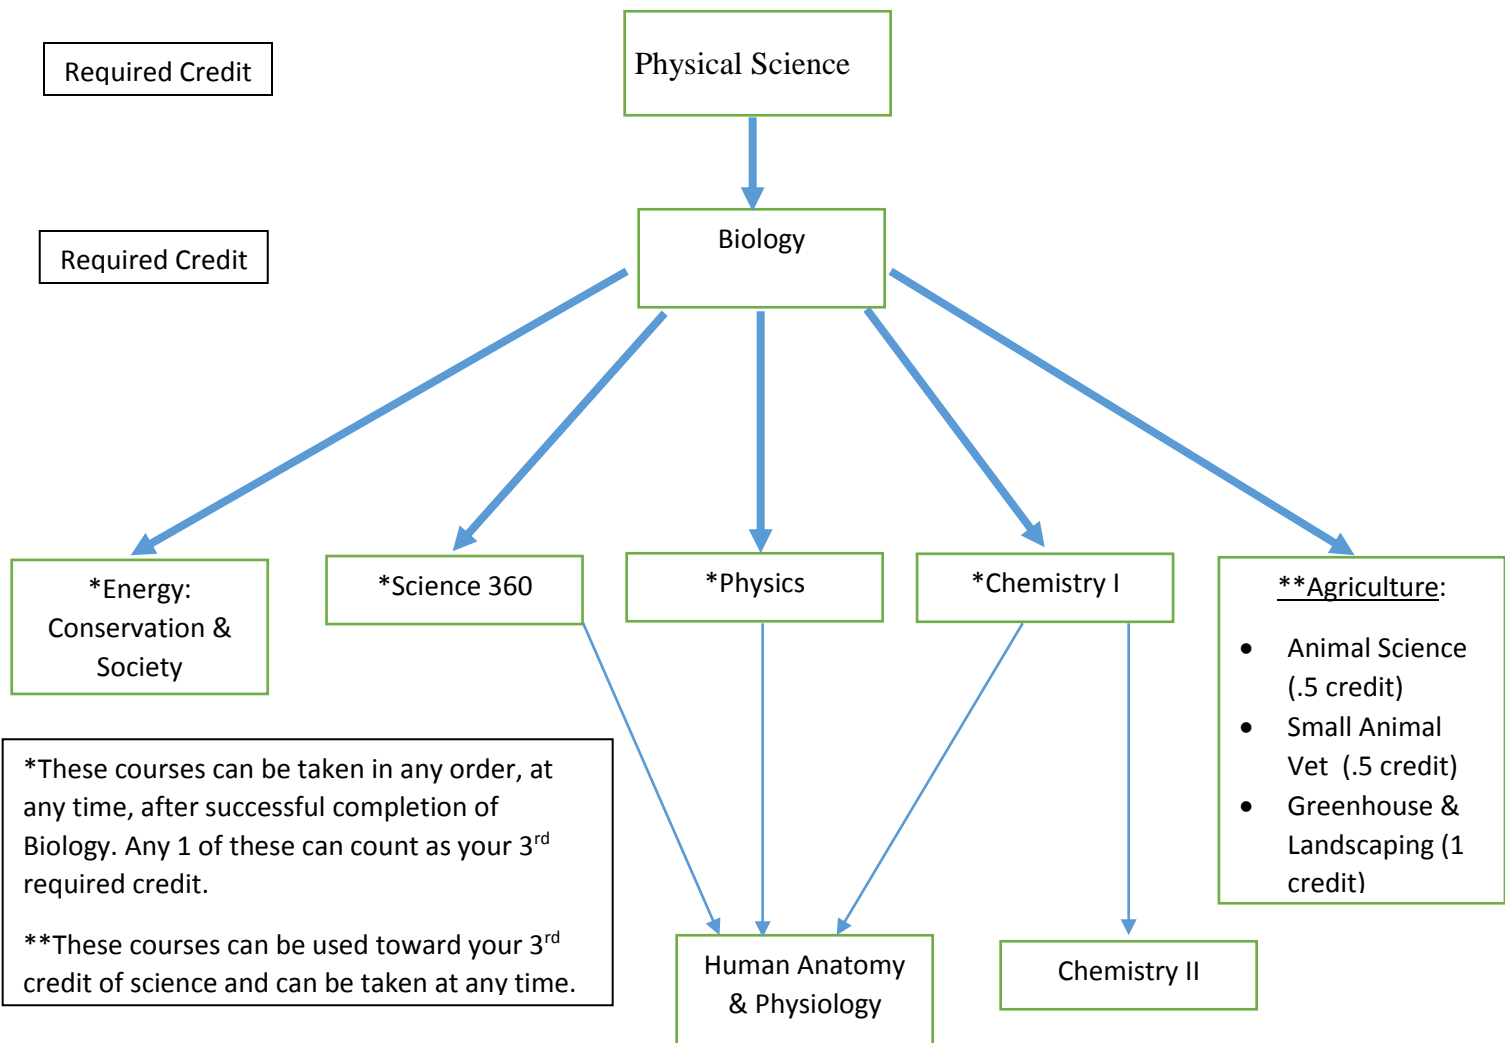 Required Credit
Physical Science
Required Credit
Biology
*Energy:
Conservation &
Society
*Science 360
*Physics
*Chemistry I
**Agriculture:
• Animal Science
(.5 credit)
• Small Animal
Vet (.5 credit)
• Greenhouse &
Landscaping (1
credit)
*These courses can be taken in any order, at
any time, after successful completion of
Biology. Any 1 of these can count as your 3rd
required credit.
**These courses can be used toward your 3rd
credit of science and can be taken at any time.
Human Anatomy
& Physiology
Chemistry II